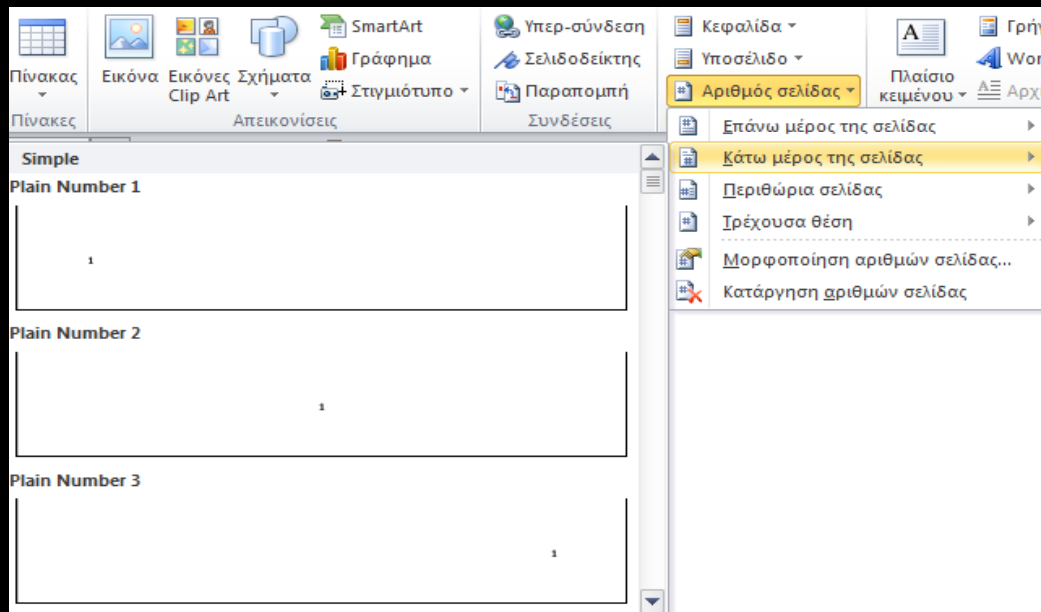 Πίνακας
Πίνακες
Εικόνα
Εικόνες
Clip Art
Σχήματα
SmartArt
Γράφημα
Στιγμιότυπο
Απεικονίσεις
Υπερ-σύνδεση
Σελιδοδείκτης
Παραπομπή
Συνδέσεις
Κεφαλίδα
Υποσέλιδο
Αριθμός σελίδας
A
Πλαίσιο
κειμένου
Επάνω μέρος της σελίδας
Κάτω μέρος της σελίδας
Περιθώρια σελίδας
Τρέχουσα θέση
Μορφοποίηση αριθμών σελίδας...
Κατάργηση αριθμών σελίδας
Simple
Plain Number 1
1
Plain Number 2
1
Plain Number 3
1